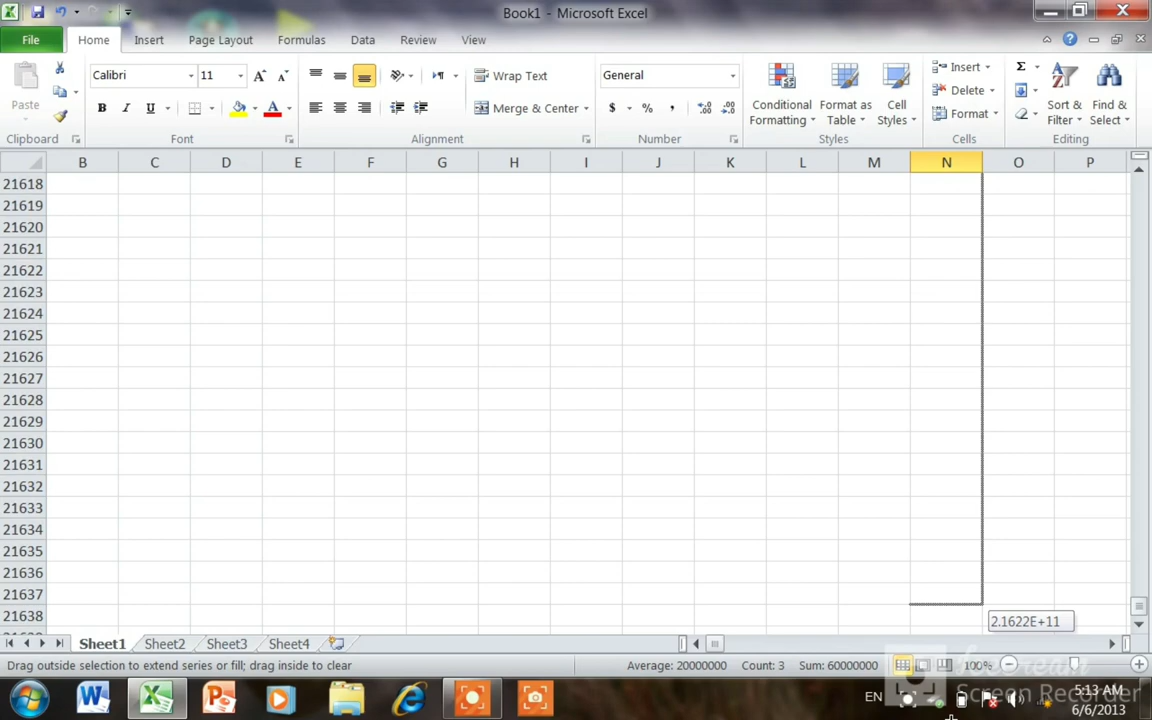 Book1 - Microsoft Excel
File Home Insert Page Layout Formulas Data Review View
Calibri 11 Wrap Text General Insert Σ
Paste Conditional Format as Cell Delete Sort & Find &
B I U A Merge & Center $ % , Formatting Table Styles Format Filter Select
Clipboard Font Alignment Number Styles Cells Editing
B C D E F G H I J K L M N O P
21618
21619
21620
21621
21622
21623
21624
21625
21626
21627
21628
21629
21630
21631
21632
21633
21634
21635
21636
21637
21638
2.1622E+11
Sheet1 Sheet2 Sheet3 Sheet4
Drag outside selection to extend series or fill; drag inside to clear Average: 20000000 Count: 3 Sum: 60000000 100%
EN 5:13 AM
Screen Recorder
6/6/2013